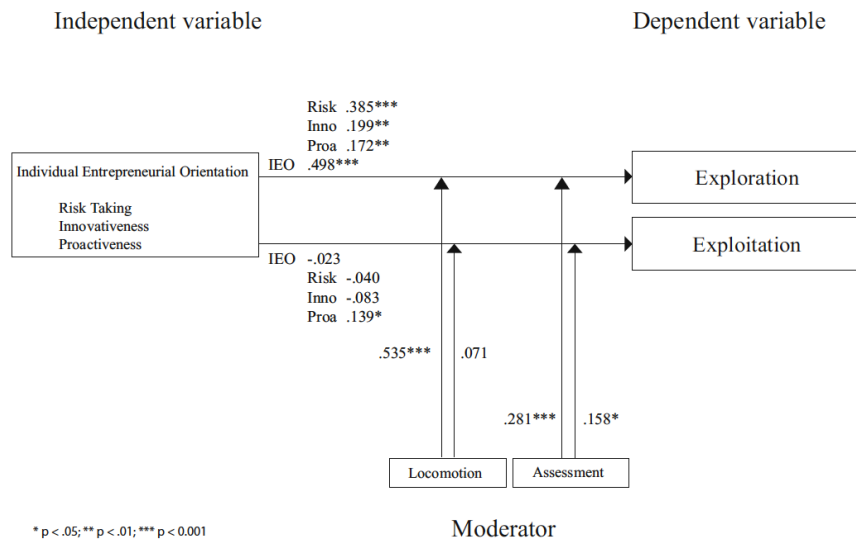 Independent variable
Dependent variable
Risk .385***
Inno .199**
Proa .172**
IEO .498***
Individual Entrepreneurial Orientation
Risk Taking
Innovativeness
Proactiveness
Exploration
Exploitation
IEO -.023
Risk -.040
Inno -.083
Proa .139*
.535*** .071
.281*** .158*
Locomotion
Assessment
* p < .05; ** p < .01; *** p < 0.001
Moderator